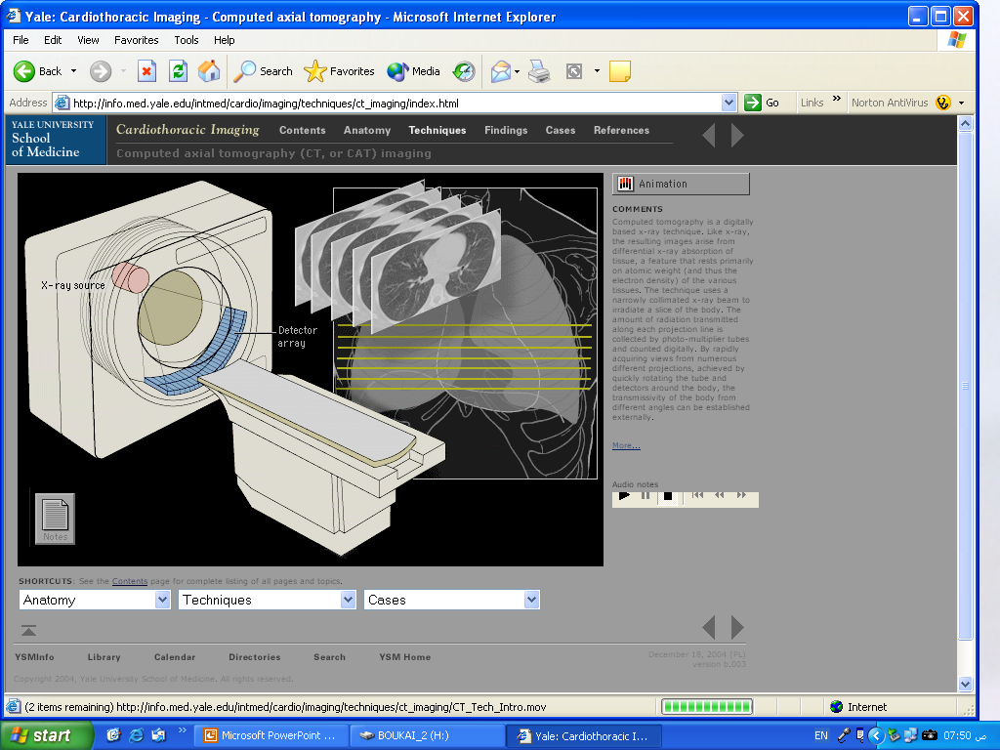 Yale: Cardiothoracic Imaging - Computed axial tomography - Microsoft Internet Explorer
File Edit View Favorites Tools Help
Back Search Favorites Media
Address http://info.med.yale.edu/intmed/cardio/imaging/techniques/ct_imaging/index.html Go Links » Norton AntiVirus
YALE UNIVERSITY
School
of Medicine
Cardiothoracic Imaging Contents Anatomy Techniques Findings Cases References
Computed axial tomography (CT, or CAT) imaging
X-ray source
Detector
array
Notes
Animation
COMMENTS
Computed tomography is a digitally
based x-ray technique. Like x-ray,
the resulting images arise from
differential x-ray absorption of
tissue, a feature that rests primarily
on atomic weight (and thus the
electron density) of the various
tissues. The technique uses a
narrowly collimated x-ray beam to
irradiate a slice of the body. The
amount of radiation transmitted
along each projection line is
collected by photo-multiplier tubes
and counted digitally. By rapidly
acquiring views from numerous
different projections, achieved by
quickly rotating the tube and
detectors around the body, the
transmissivity of the body from
different angles can be established
externally.
More...
Audio notes
SHORTCUTS: See the Contents page for complete listing of all pages and topics.
Anatomy Techniques Cases
YSMInfo Library Calendar Directories Search YSM Home
December 18, 2004 (PL)
version b.003
Copyright 2004, Yale University School of Medicine. All rights reserved.
(2 items remaining) http://info.med.yale.edu/intmed/cardio/imaging/techniques/ct_imaging/CT_Tech_Intro.mov Internet
start » Microsoft PowerPoint ... BOUKAI_2 (H:) Yale: Cardiothoracic I... EN 07:50 ص